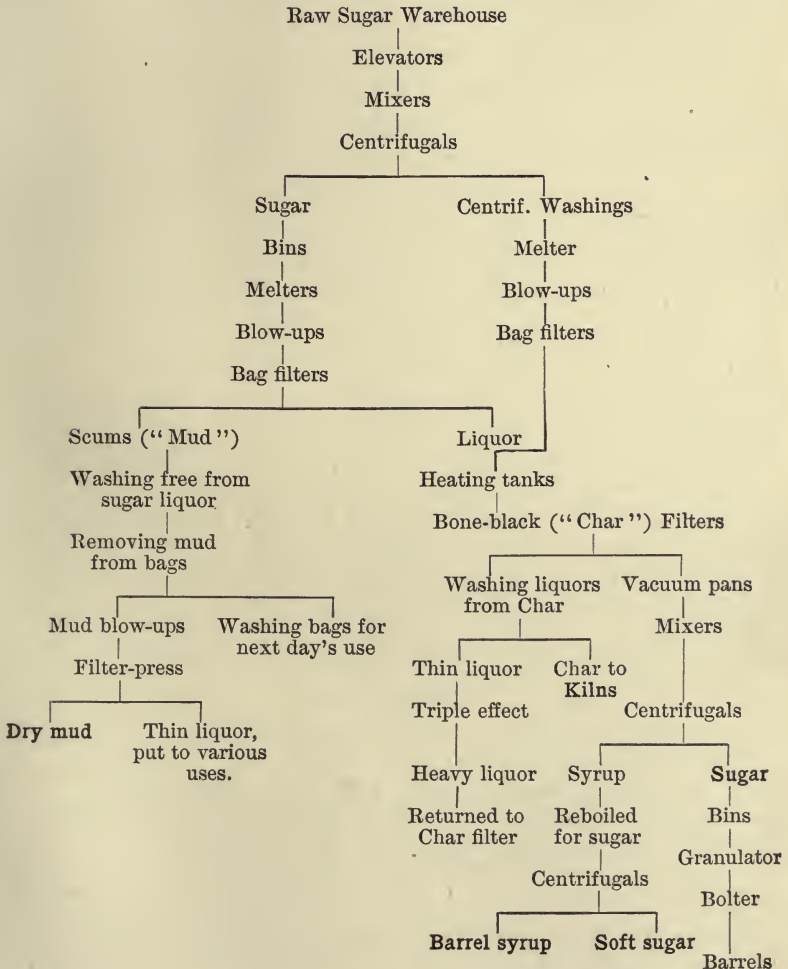 Raw Sugar Warehouse
Elevators
Mixers
Centrifugals
Sugar
Centrif. Washings
Bins
Melter
Melters
Blow-ups
Blow-ups
Bag filters
Bag filters
Scums (“Mud”)
Liquor
Washing free from
sugar liquor
Heating tanks
Bone-black (“Char”) Filters
Removing mud
from bags
Washing liquors
from Char
Vacuum pans
Mud blow-ups
Washing bags for
next day's use
Mixers
Filter-press
Thin liquor
Char to
Kilns
Dry mud
Thin liquor,
put to various
uses.
Triple effect
Centrifugals
Heavy liquor
Syrup
Sugar
Returned to
Char filter
Reboiled
for sugar
Bins
Granulator
Centrifugals
Bolter
Barrel syrup
Soft sugar
Barrels